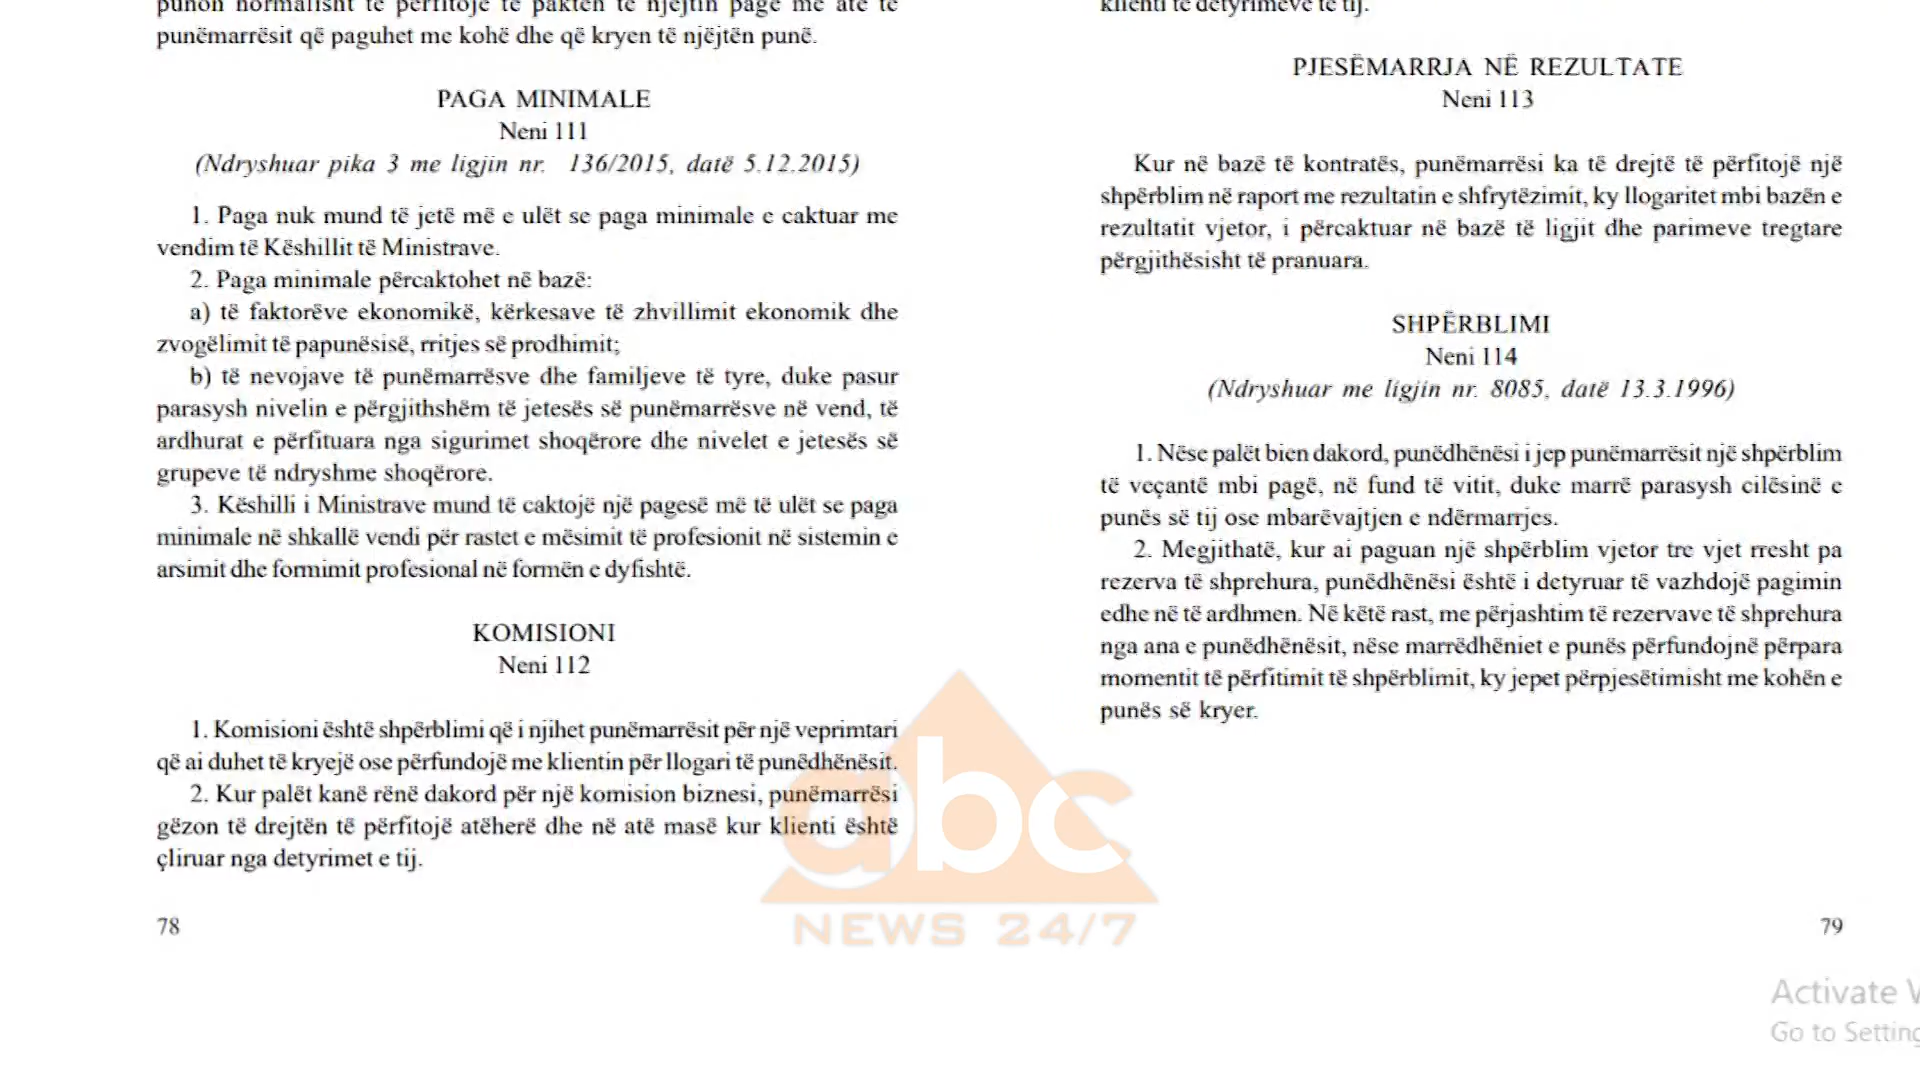 punon normalisht të përfitojë të paktën të njëjtin pagë me atë të
punëmarrësit që paguhet me kohë dhe që kryen të njëjtën punë.
PAGA MINIMALE
Neni 111
(Ndryshuar pika 3 me ligjin nr. 136/2015, datë 5.12.2015)
1. Paga nuk mund të jetë më e ulët se paga minimale e caktuar me
vendim të Këshillit të Ministrave.
2. Paga minimale përcaktohet në bazë:
a) të faktorëve ekonomikë, kërkesave të zhvillimit ekonomik dhe
zvogëlimit të papunësisë, rritjes së prodhimit;
b) të nevojave të punëmarrësve dhe familjeve të tyre, duke pasur
parasysh nivelin e përgjithshëm të jetesës së punëmarrësve në vend, të
ardhurat e përfituara nga sigurimet shoqërore dhe nivelet e jetesës së
grupeve të ndryshme shoqërore.
3. Këshilli i Ministrave mund të caktojë një pagesë më të ulët se paga
minimale në shkallë vendi për rastet e mësimit të profesionit në sistemin e
arsimit dhe formimit profesional në formën e dyfishtë.
KOMISIONI
Neni 112
1. Komisioni është shpërblimi që i njihet punëmarrësit për një veprimtari
që ai duhet të kryejë ose përfundojë me klientin për llogari të punëdhënësit.
2. Kur palët kanë rënë dakord për një komision biznesi, punëmarrësi
gëzon të drejtën të përfitojë atëherë dhe në atë masë kur klienti është
çliruar nga detyrimet e tij.
78
klienti të detyrimeve të tij.
PJESËMARRJA NË REZULTATE
Neni 113
Kur në bazë të kontratës, punëmarrësi ka të drejtë të përfitojë një
shpërblim në raport me rezultatin e shfrytëzimit, ky llogaritet mbi bazën e
rezultatit vjetor, i përcaktuar në bazë të ligjit dhe parimeve tregtare
përgjithësisht të pranuara.
SHPËRBLIMI
Neni 114
(Ndryshuar me ligjin nr. 8085, datë 13.3.1996)
1. Nëse palët bien dakord, punëdhënësi i jep punëmarrësit një shpërblim
të veçantë mbi pagë, në fund të vitit, duke marrë parasysh cilësinë e
punës së tij ose mbarëvajtjen e ndërmarrjes.
2. Megjithatë, kur ai paguan një shpërblim vjetor tre vjet rresht pa
rezerva të shprehura, punëdhënësi është i detyruar të vazhdojë pagimin
edhe në të ardhmen. Në këtë rast, me përjashtim të rezervave të shprehura
nga ana e punëdhënësit, nëse marrëdhëniet e punës përfundojnë përpara
momentit të përfitimit të shpërblimit, ky jepet përpjesëtimisht me kohën e
punës së kryer.
79
abc
NEWS 24/7
Activate
Go to Setting